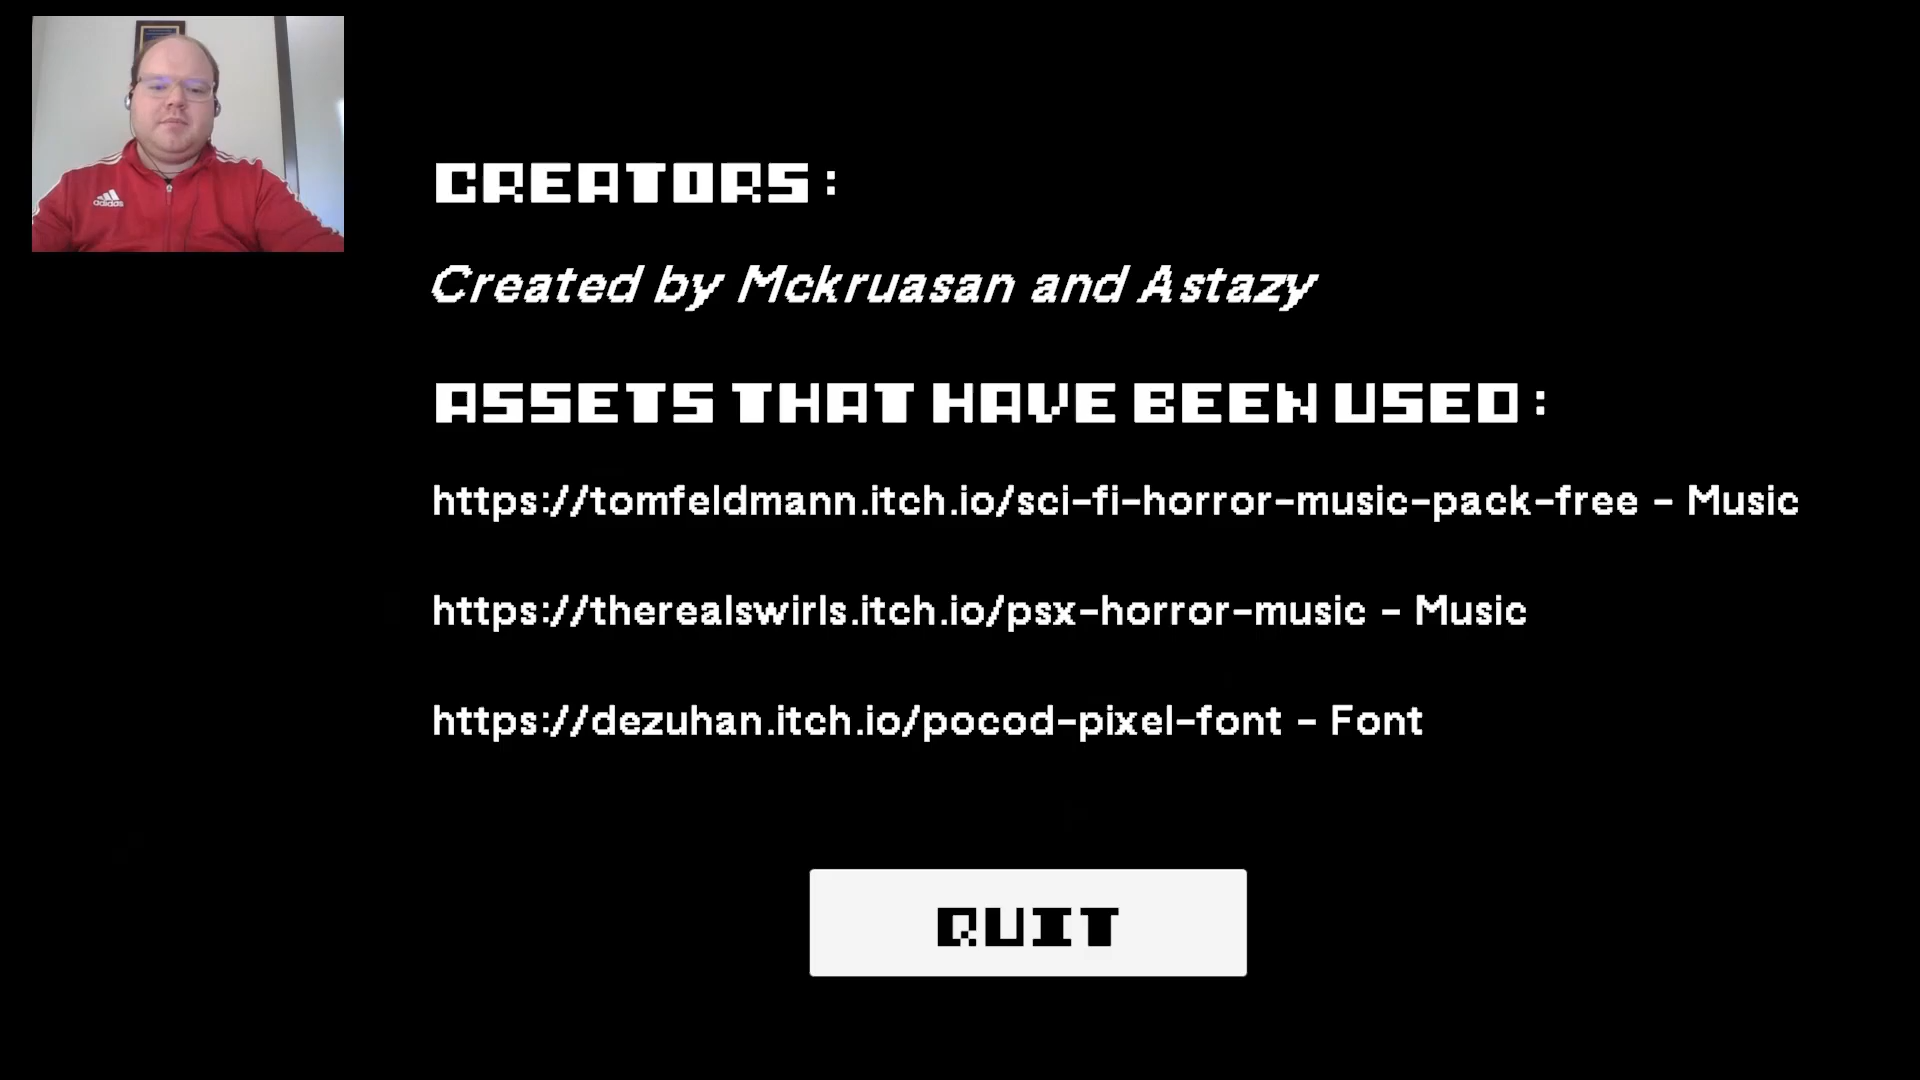 adidas
CREATORS:
Created by Mckruasan and Astazy
ASSETS THAT HAVE BEEN USED:
https://tomfeldmann.itch.io/sci-fi-horror-music-pack-free - Music
https://therealswirls.itch.io/psx-horror-music - Music
https://dezuhan.itch.io/pocod-pixel-font - Font
QUIT